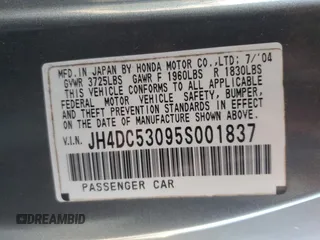 MFD. IN JAPAN BY HONDA MOTOR CO.,LTD: 7/'04
GVWR 3725LBS GAWR F 1960LBS R 1830LBS
THIS VEHICLE CONFORMS TO ALL APPLICABLE
FEDERAL MOTOR VEHICLE SAFETY, BUMPER,
AND THEFT PREVENTION STANDARDS IN EFFECT
ON THE DATE OF MANUFACTURE SHOWN ABOVE.
V.I.N. JH4DC53095S001837
PASSENGER CAR
DREAMBID